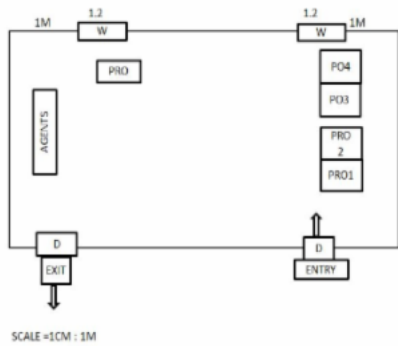 1M 1.2 1.2 1M
W W
PRO PO4
PO3
AGENTS
PRO
2
PRO1
D D
EXIT ENTRY
SCALE =1CM : 1M